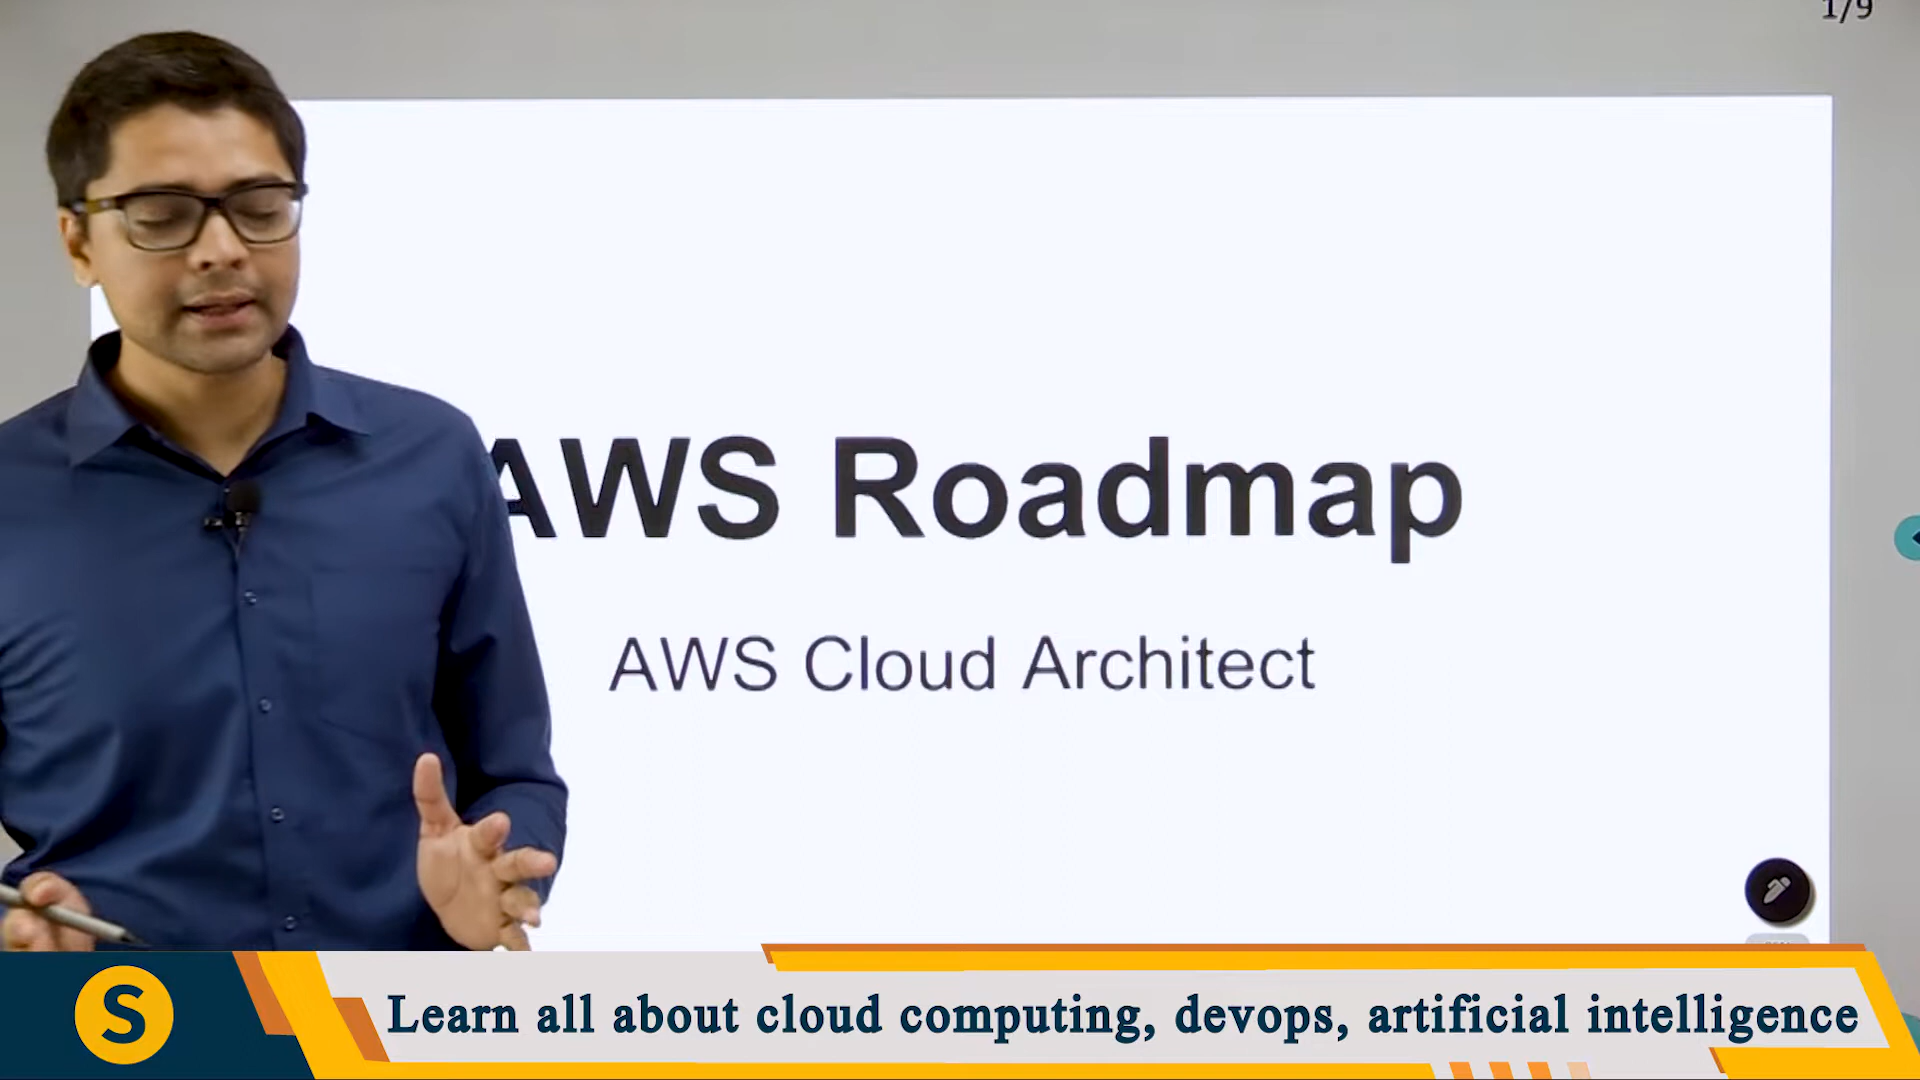 1/9
AWS Roadmap
AWS Cloud Architect
S
Learn all about cloud computing, devops, artificial intelligence